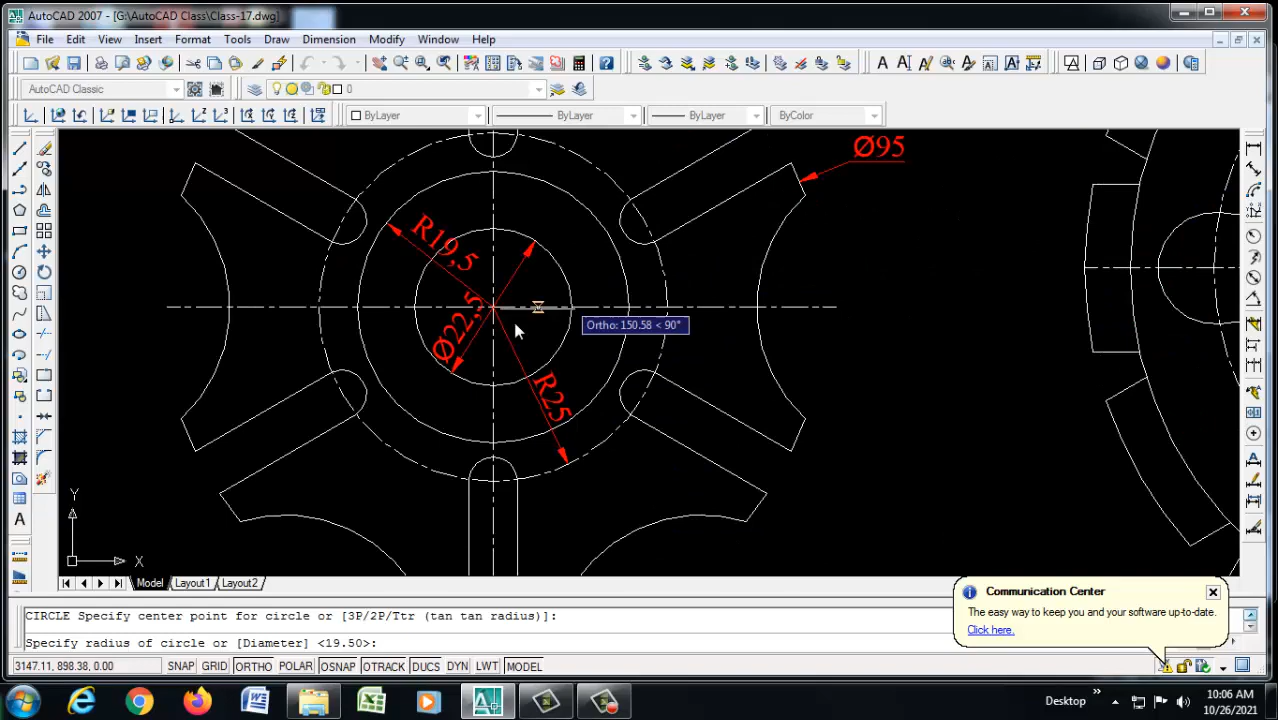 AutoCAD 2007 - [G:\AutoCAD Class\Class-17.dwg]
File Edit View Insert Format Tools Draw Dimension Modify Window Help
AutoCAD Classic 0
ByLayer ByLayer ByLayer ByColor
Ø95
R19,5
Ortho: 150.58 < 90°
Ø22,5
R25
Y
X
Model Layout1 Layout2
Communication Center
The easy way to keep you and your software up-to-date.
Click here.
CIRCLE Specify center point for circle or [3P/2P/Ttr (tan tan radius)]:
Specify radius of circle or [Diameter] <19.50>:
3147.11, 898.38, 0.00 SNAP GRID ORTHO POLAR OSNAP OTRACK DUCS DYN LWT MODEL
Desktop
10:06 AM
10/26/2021